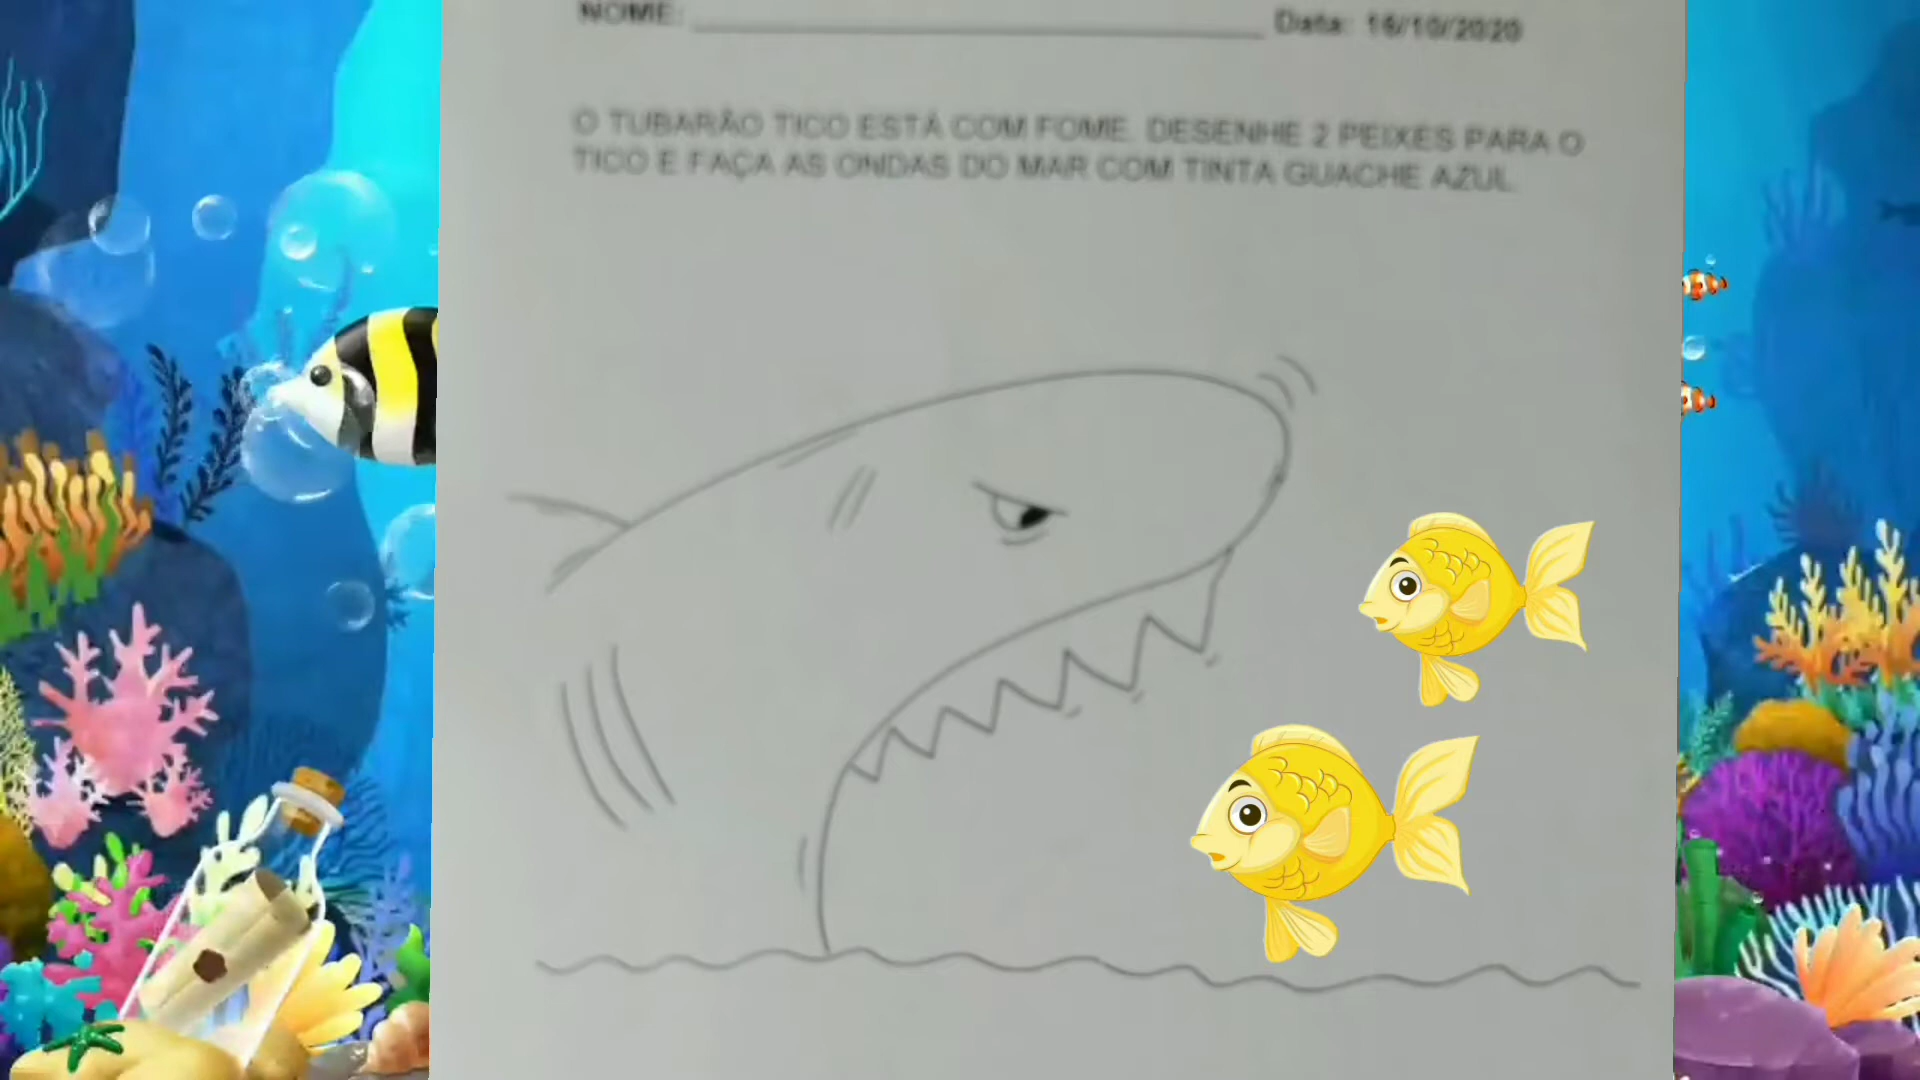 NOME: Data: 16/10/2020
O TUBARÃO TICO ESTÁ COM FOME. DESENHE 2 PEIXES PARA O
TICO E FAÇA AS ONDAS DO MAR COM TINTA GUACHE AZUL.